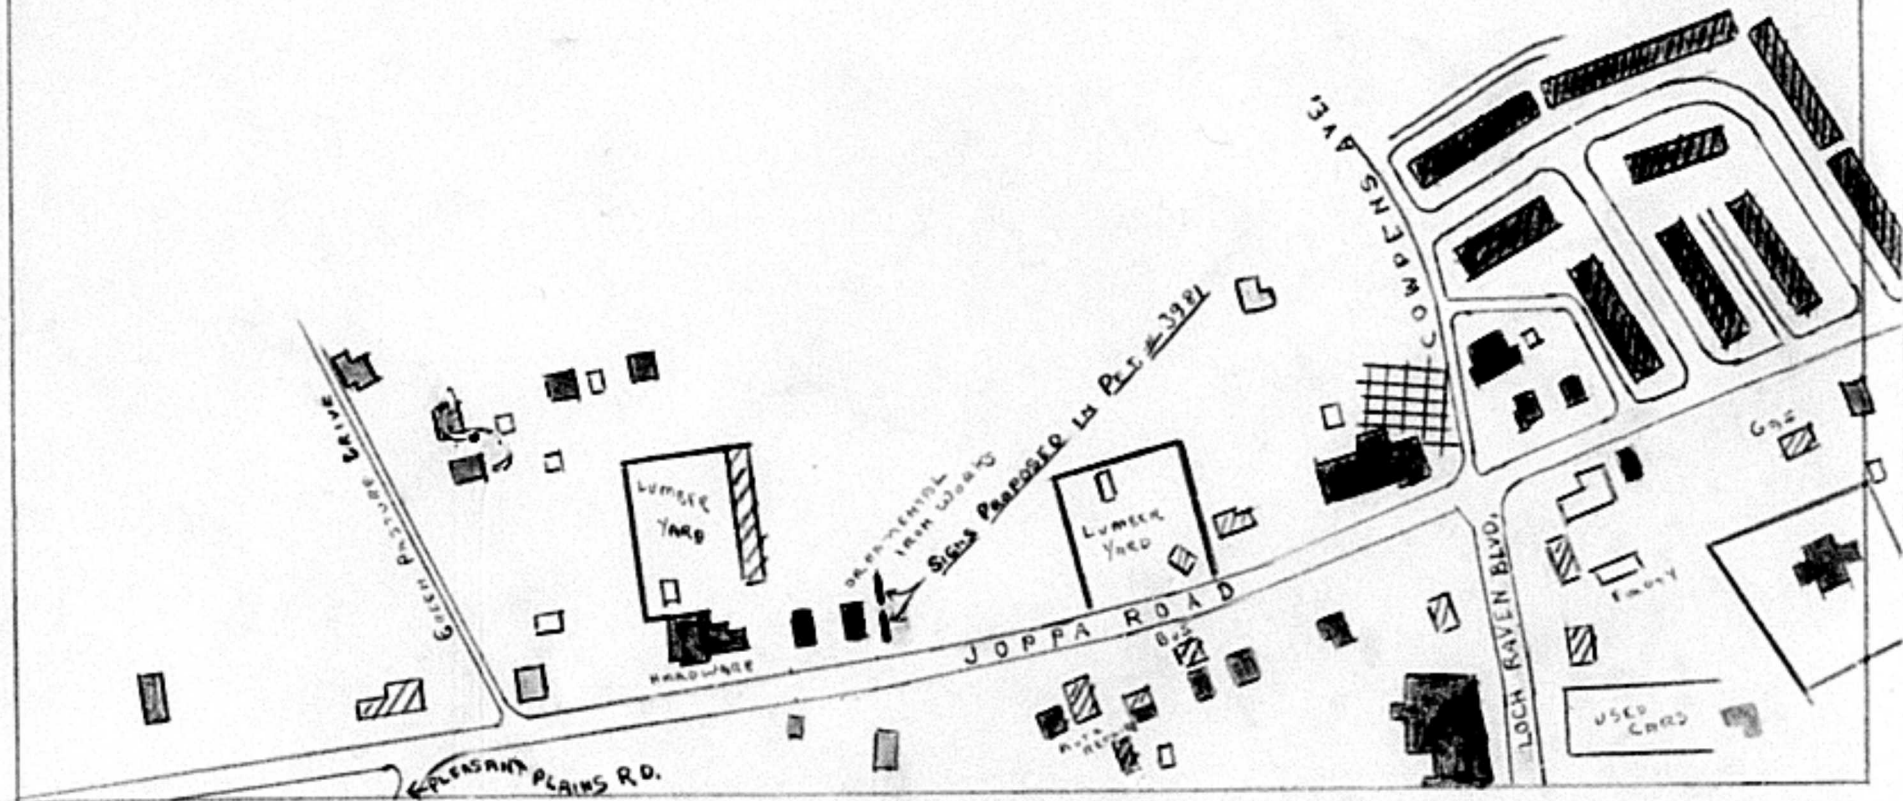 COWPENS AVE.
SIGNS PROPOSED IN PET. # 3981
ORNAMENTAL
IRON WORKS
GREEN PASTURE DRIVE
LUMBER
YARD
LUMBER
YARD
GAS
HARDWARE
JOPPA ROAD
BUS
LOCH RAVEN BLVD.
USED
CARS
AUTO
PLEASANT PLAINS RD.